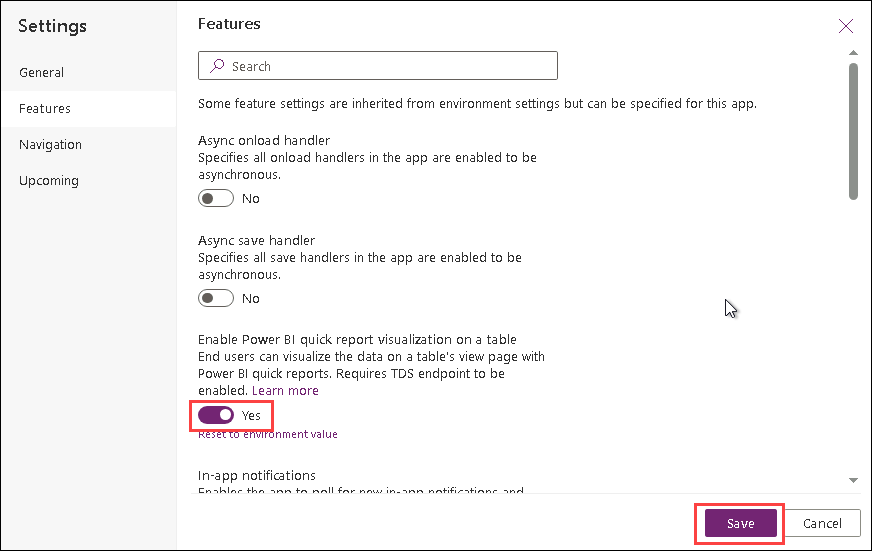 Settings
General
Features
Navigation
Upcoming
Features
Search
Some feature settings are inherited from environment settings but can be specified for this app.
Async onload handler
Specifies all onload handlers in the app are enabled to be
asynchronous.
No
Async save handler
Specifies all save handlers in the app are enabled to be
asynchronous.
No
Enable Power BI quick report visualization on a table
End users can visualize the data on a table's view page with
Power BI quick reports. Requires TDS endpoint to be
enabled. Learn more
Yes
Reset to environment value
In-app notifications
Enables the app to poll for new in-app notifications and
Save
Cancel